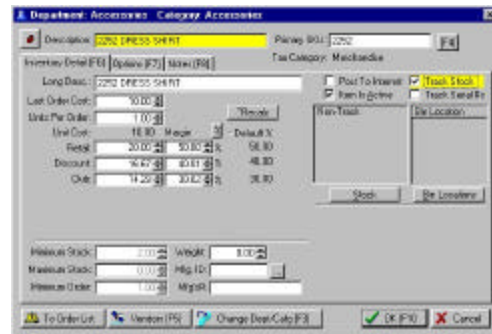 Department: Accessories Category: Accessories
Description: 2252 DRESS SHIRT Primary SKU: 2252 [F4]
Inventory Detail [F6] Options [F7] Notes [F8] Tax Category: Merchandise
Long Desc.: 2252 DRESS SHIRT Post To Internet Track Stock
Last Order Cost: 10.00 Item Is Active Track Serial #s
Units Per Order: 1.00 Non-Track Bin Location
Unit Cost: 10.00 Margin Default %
Retail: 20.00 50.00 % 50.00
Discount: 16.67 40.01 % 40.00
Club: 14.29 30.02 % 30.00
Stock Bin Locations
Minimum Stock: 2.00 Weight: 0.00
Maximum Stock: 0.00 Mfg. ID:
Minimum Order: 1.00
To Order List Vendors [F5] Change Dept/Catg [F3] OK [F10] Cancel